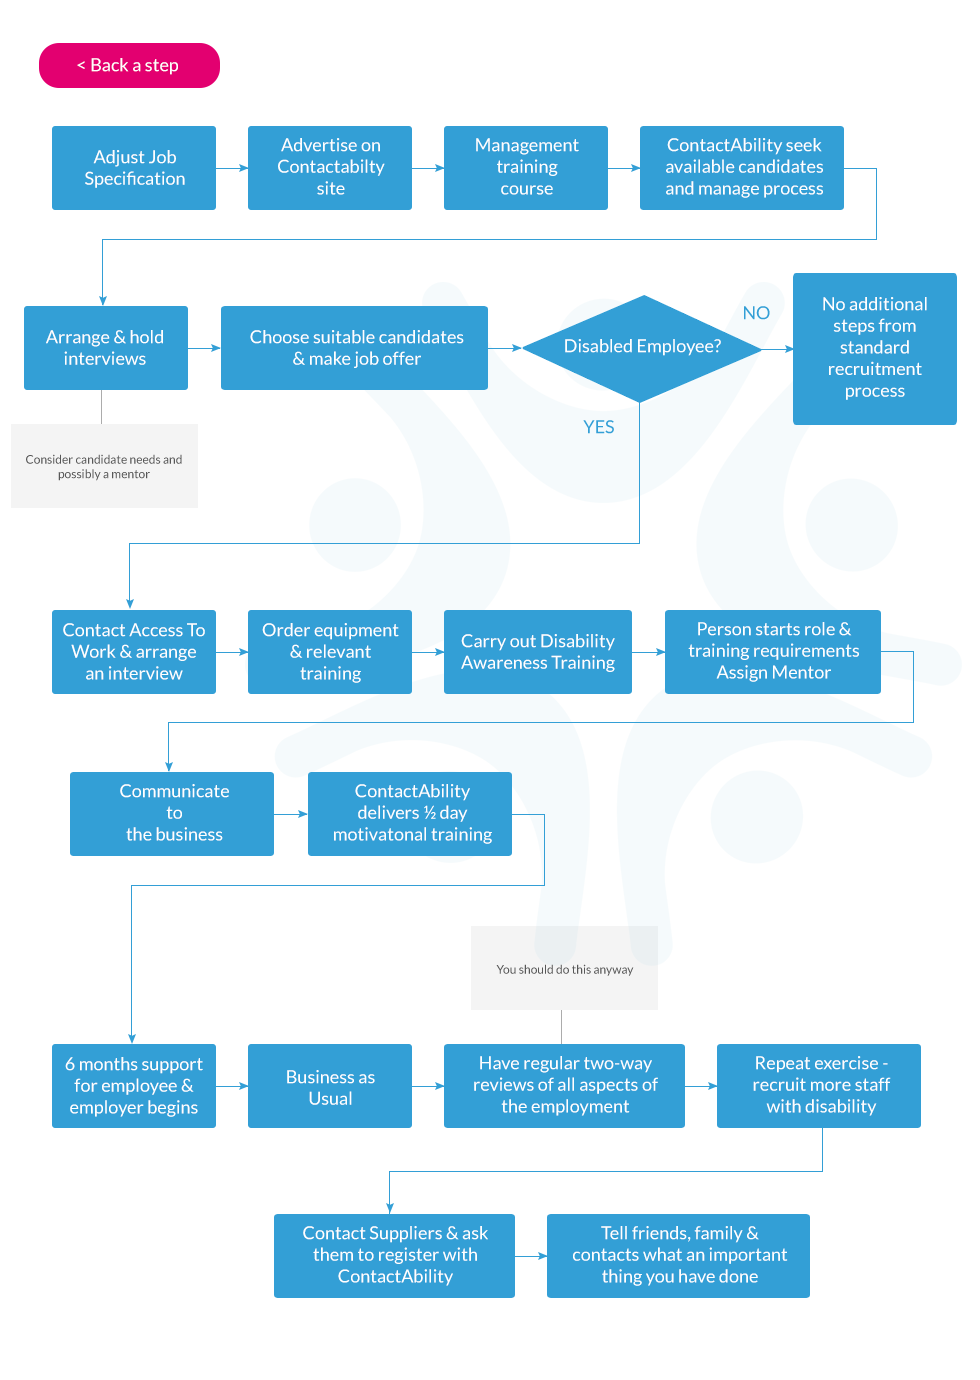 < Back a step
Adjust Job
Specification
Advertise on
Contactabilty
site
Management
training
course
ContactAbility seek
available candidates
and manage process
Arrange & hold
interviews
Choose suitable candidates
& make job offer
Disabled Employee?
NO
No additional
steps from
standard
recruitment
process
YES
Consider candidate needs and
possibly a mentor
Contact Access To
Work & arrange
an interview
Order equipment
& relevant
training
Carry out Disability
Awareness Training
Person starts role &
training requirements
Assign Mentor
Communicate
to
the business
ContactAbility
delivers ½ day
motivatonal training
You should do this anyway
6 months support
for employee &
employer begins
Business as
Usual
Have regular two-way
reviews of all aspects of
the employment
Repeat exercise -
recruit more staff
with disability
Contact Suppliers & ask
them to register with
ContactAbility
Tell friends, family &
contacts what an important
thing you have done